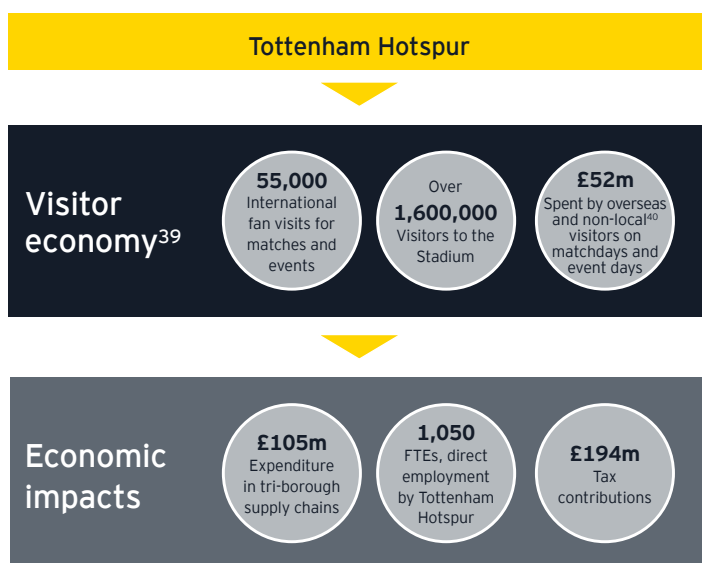 Tottenham Hotspur
Visitor
economy³⁹
55,000
International
fan visits for
matches and
events
Over
1,600,000
Visitors to the
Stadium
£52m
Spent by overseas
and non-local⁴⁰
visitors on
matchdays and
event days
Economic
impacts
£105m
Expenditure
in tri-borough
supply chains
1,050
FTEs, direct
employment
by Tottenham
Hotspur
£194m
Tax
contributions